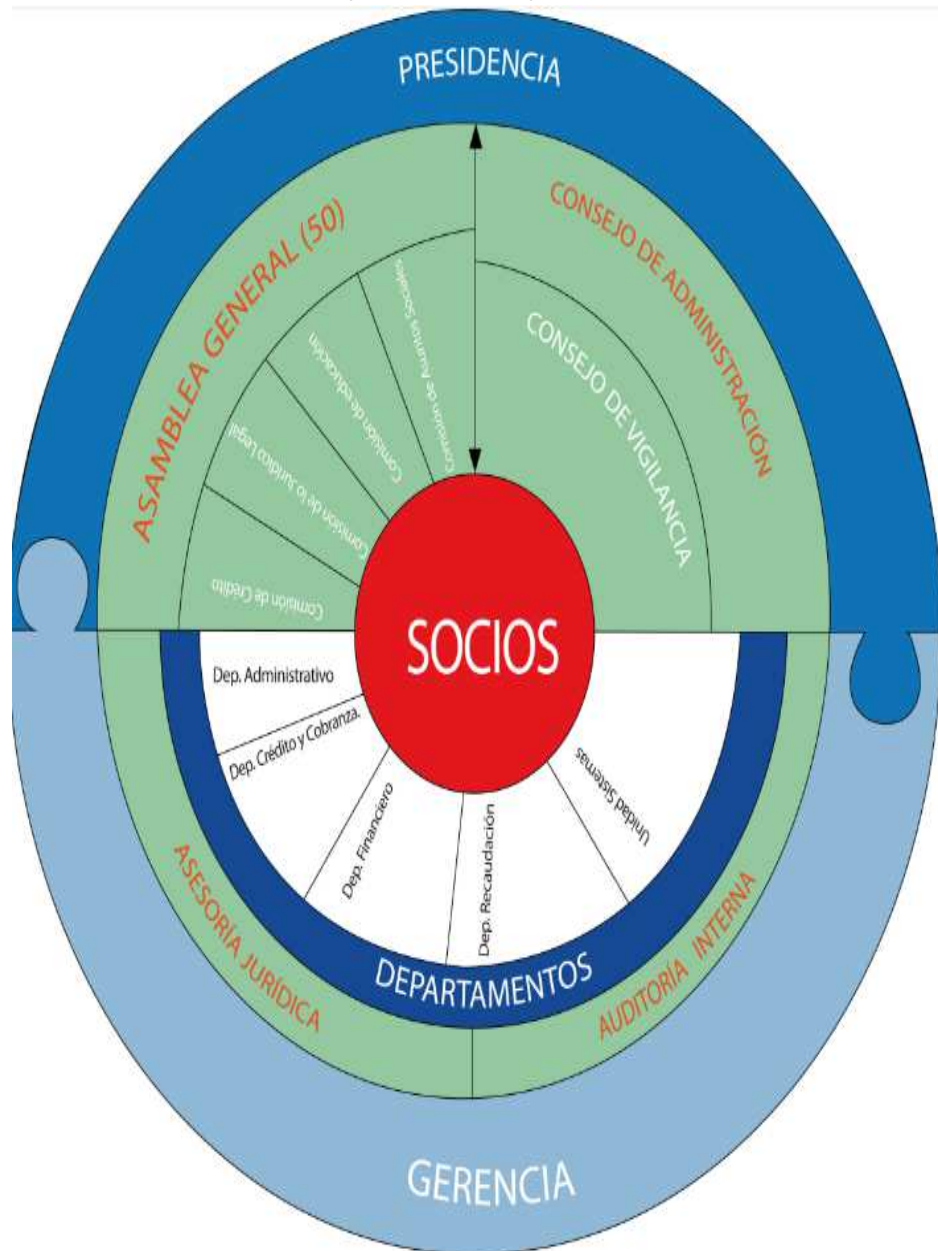 PRESIDENCIA
ASAMBLEA GENERAL (50)
CONSEJO DE ADMINISTRACIÓN
CONSEJO DE VIGILANCIA
Comisión de Asuntos Sociales
Comisión de educación
Comisión de lo Jurídico Legal
Comisión de Crédito
SOCIOS
Dep. Administrativo
Dep. Crédito y Cobranza.
Dep. Financiero
Dep. Recaudación
Unidad Sistemas
DEPARTAMENTOS
ASESORÍA JURÍDICA
AUDITORÍA INTERNA
GERENCIA